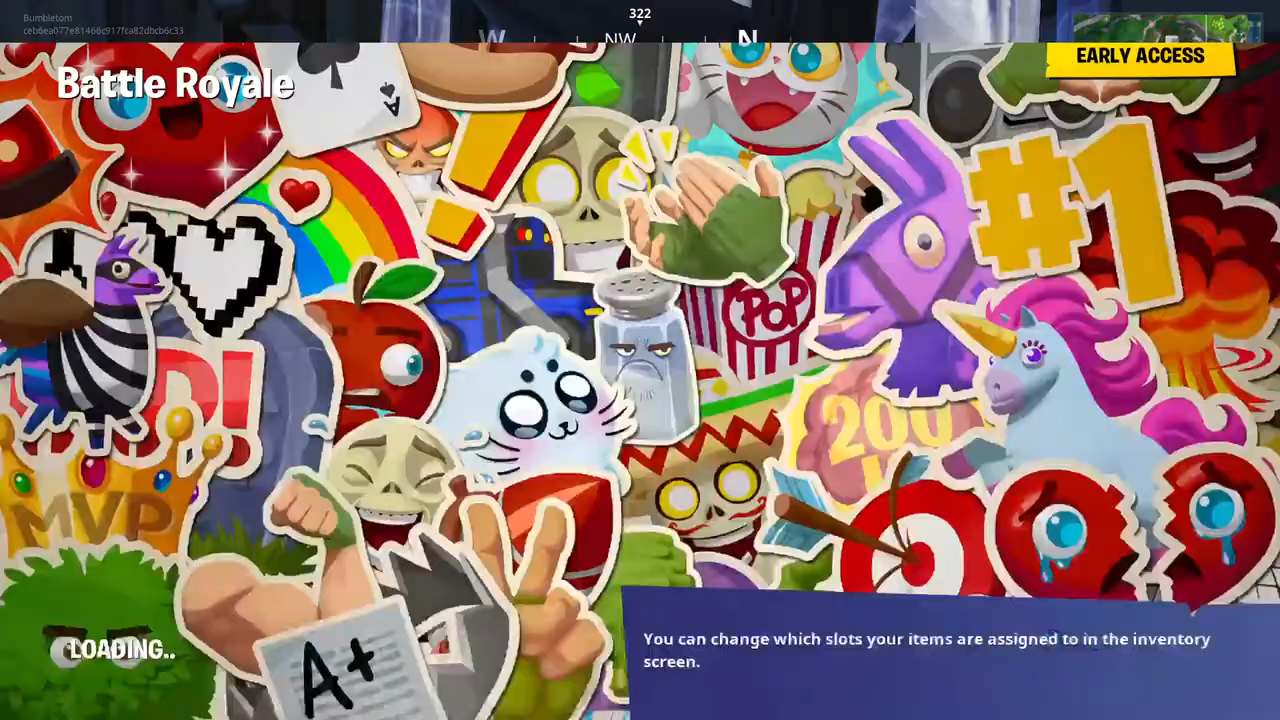 Bumbletom
322
ceb6ea077e81466c917fca82dbcb6c33
W NW N
EARLY ACCESS
Battle Royale
A
#1
POP
MVP
LOADING..
A+
You can change which slots your items are assigned to in the inventory
screen.